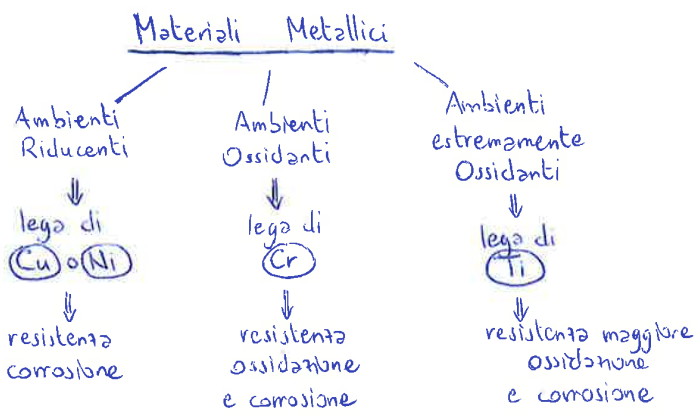 Materiali Metallici
Ambienti
Riducenti
lega di
Cu o Ni
resistenza
corrosione
Ambienti
Ossidanti
lega di
Cr
resistenza
ossidazione
e corrosione
Ambienti
estremamente
Ossidanti
lega di
Ti
resistenza maggiore
ossidazione
e corrosione